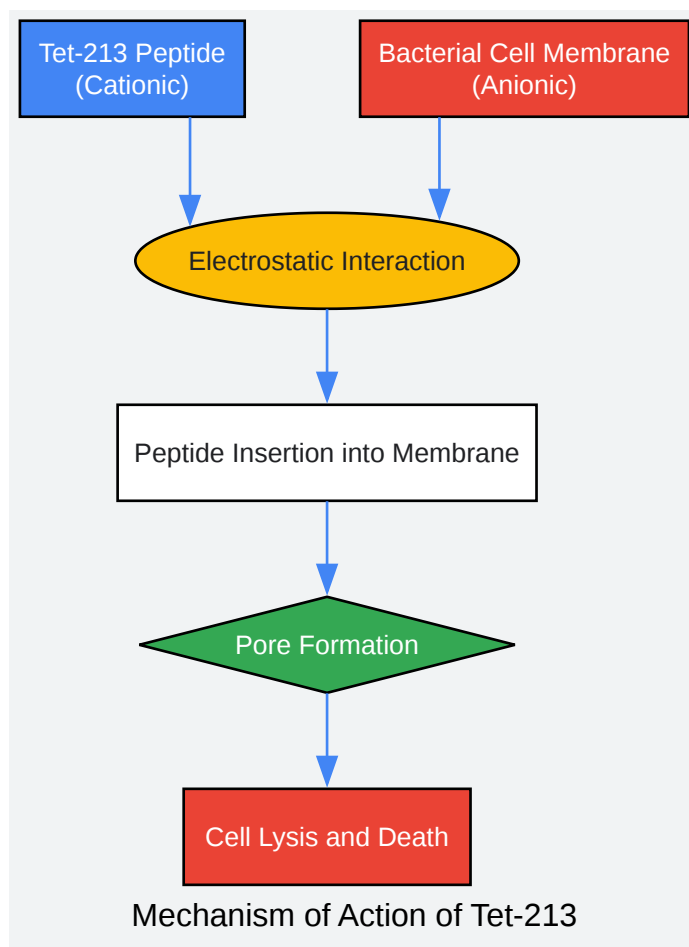 Tet-213 Peptide
(Cationic)
Bacterial Cell Membrane
(Anionic)
Electrostatic Interaction
Peptide Insertion into Membrane
Pore Formation
Cell Lysis and Death
Mechanism of Action of Tet-213